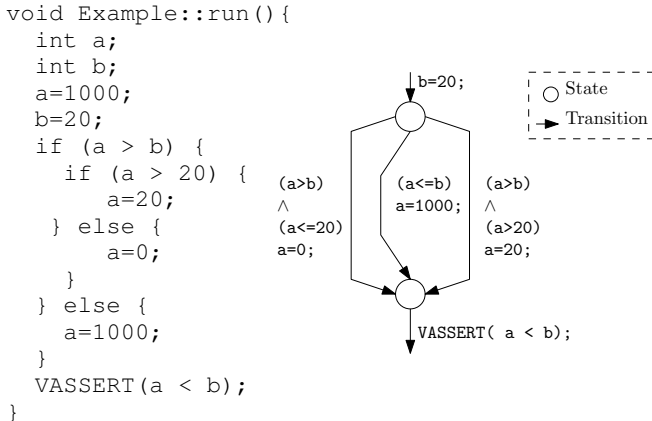 void Example::run(){
int a;
int b;
a=1000;
b=20;
if (a > b) {
if (a > 20) {
a=20;
} else {
a=0;
}
} else {
a=1000;
}
VASSERT(a < b);
}
b=20;
State
Transition
(a>b)
∧
(a<=20)
a=0;
(a<=b)
a=1000;
(a>b)
∧
(a>20)
a=20;
VASSERT( a < b);